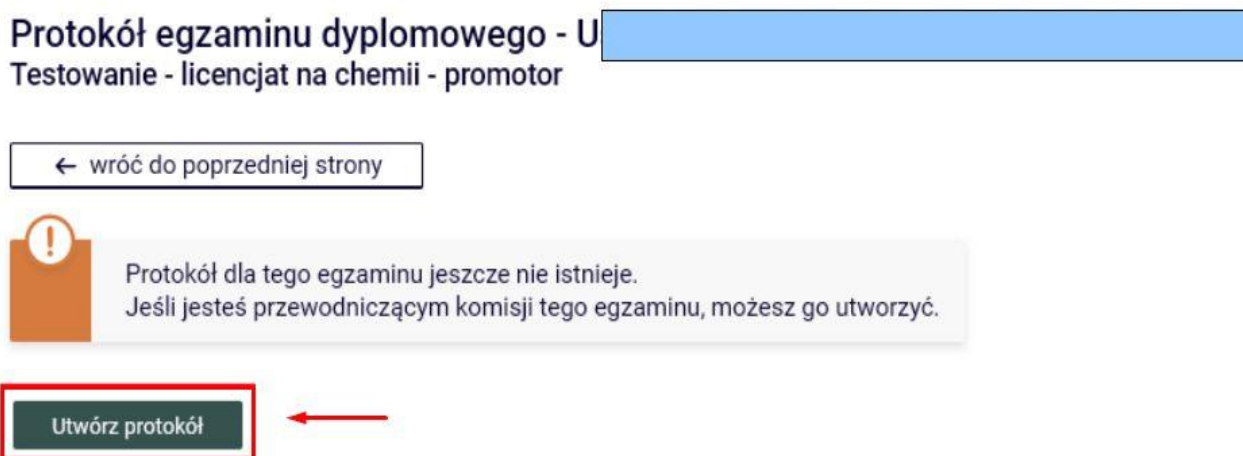 Protokół egzaminu dyplomowego - U
Testowanie - licencjat na chemii - promotor
← wróć do poprzedniej strony
Protokół dla tego egzaminu jeszcze nie istnieje.
Jeśli jesteś przewodniczącym komisji tego egzaminu, możesz go utworzyć.
Utwórz protokół